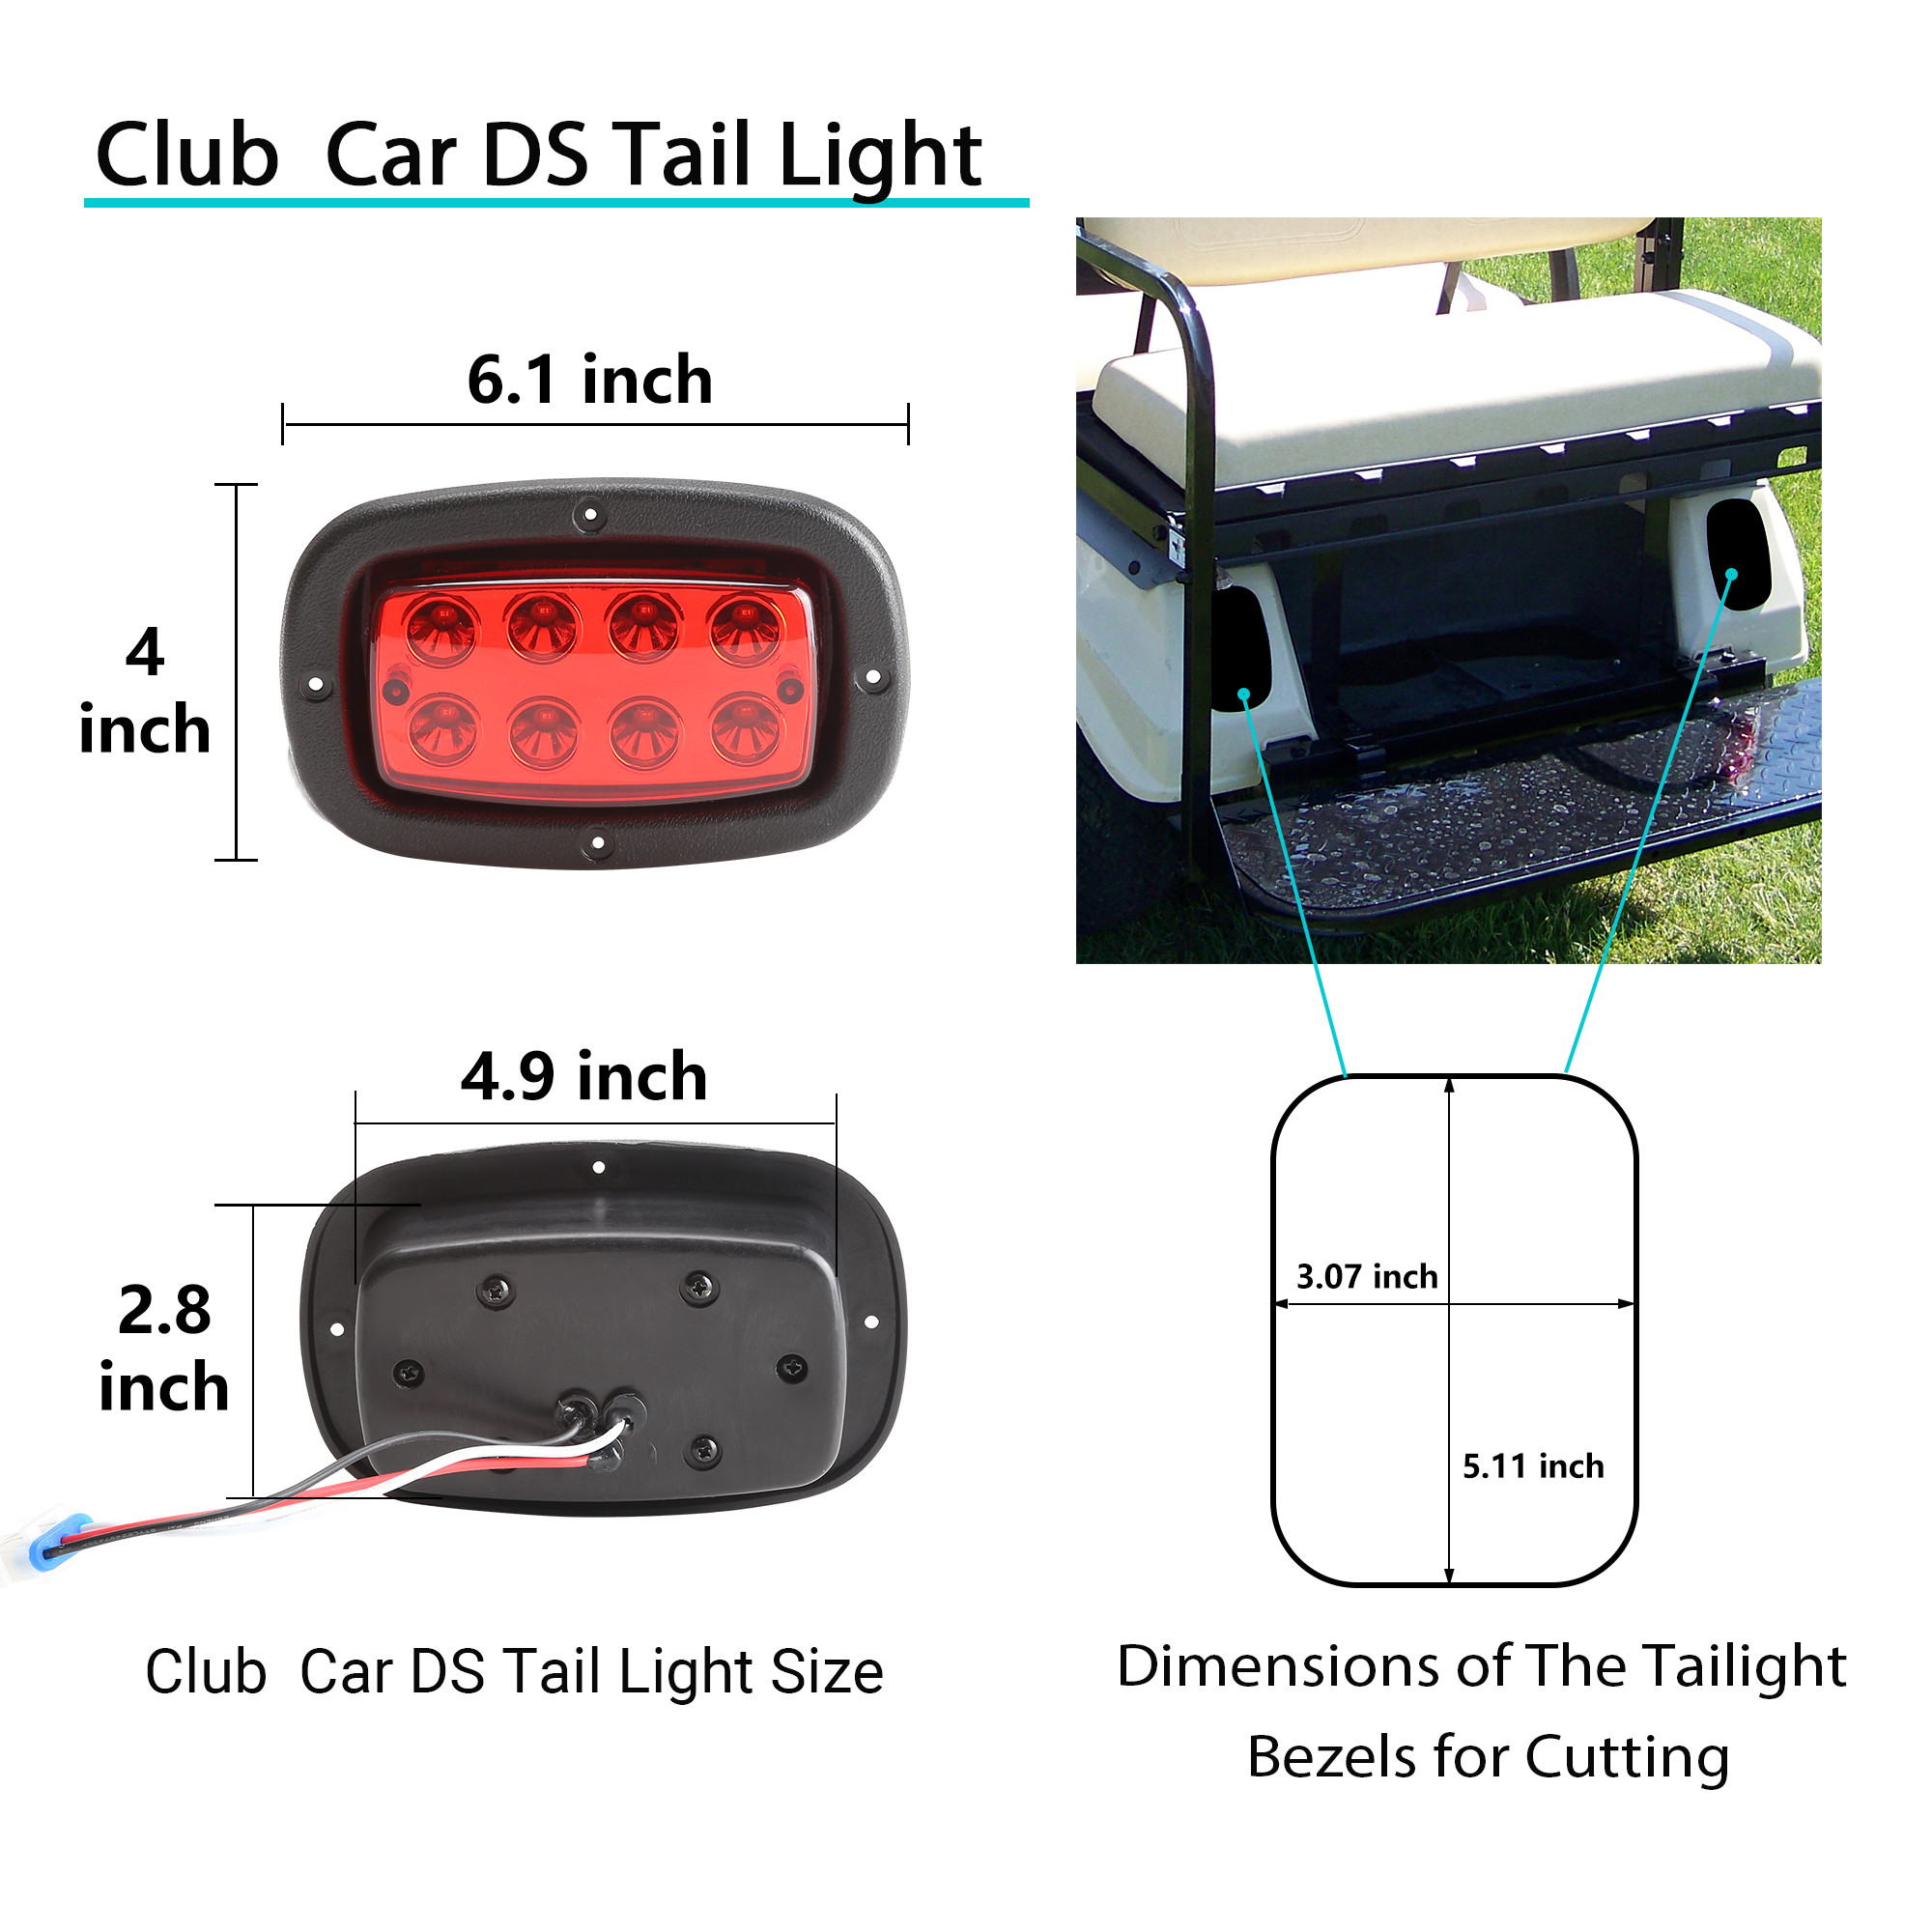 Club Car DS Tail Light
6.1 inch
4
inch
4.9 inch
2.8
inch
Club Car DS Tail Light Size
3.07 inch
5.11 inch
Dimensions of The Tailight
Bezels for Cutting